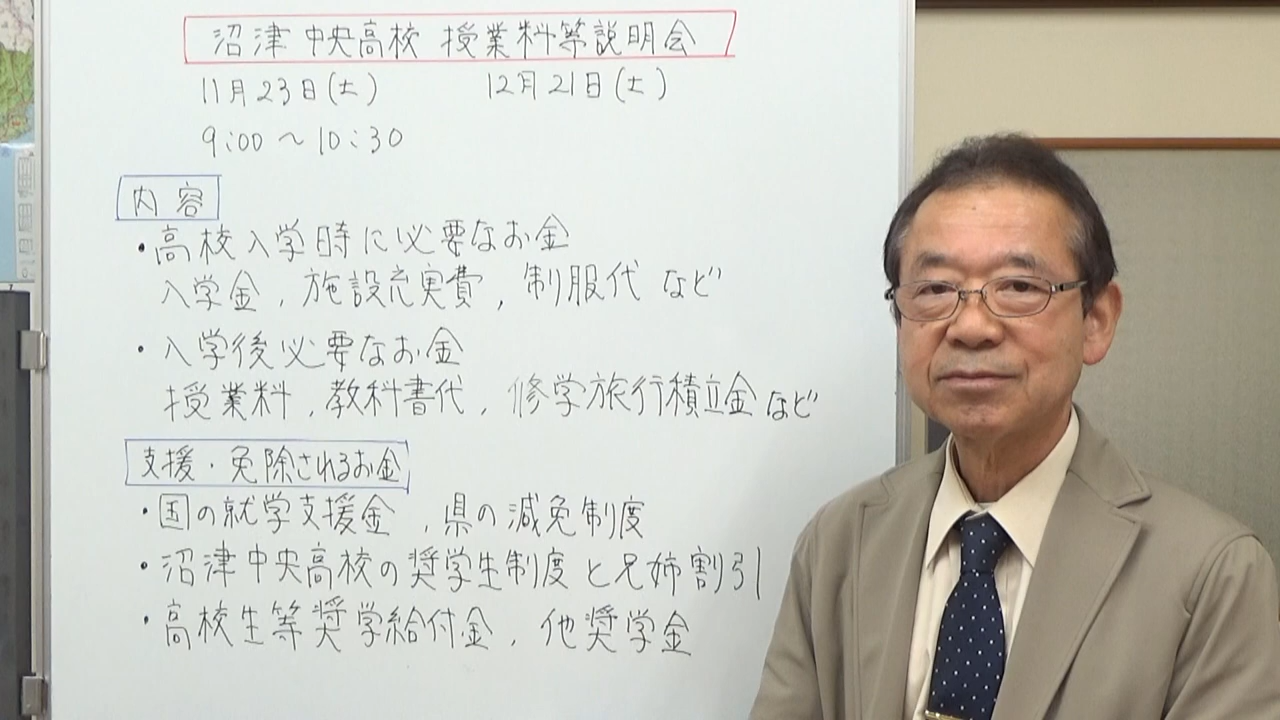 沼津中央高校 授業料等説明会
11月23日(土) 12月21日(土)
9:00〜10:30
内容
・高校入学時に必要なお金
入学金,施設充実費,制服代 など
・入学後必要なお金
授業料,教科書代,修学旅行積立金など
支援・免除されるお金
・国の就学支援金,県の減免制度
・沼津中央高校の奨学生制度と兄姉割引
・高校生等奨学給付金,他奨学金